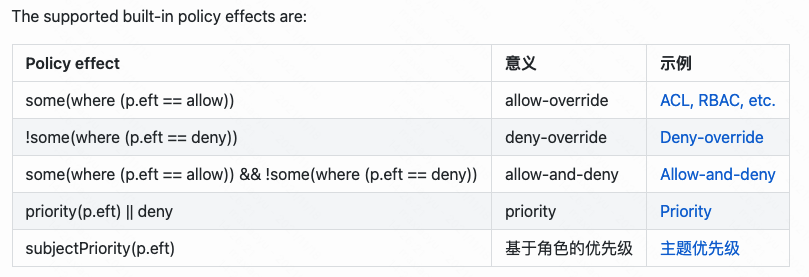 The supported built-in policy effects are:
Policy effect 意义 示例
some(where (p.eft == allow)) allow-override ACL, RBAC, etc.
!some(where (p.eft == deny)) deny-override Deny-override
some(where (p.eft == allow)) && !some(where (p.eft == deny)) allow-and-deny Allow-and-deny
priority(p.eft) || deny priority Priority
subjectPriority(p.eft) 基于角色的优先级 主题优先级